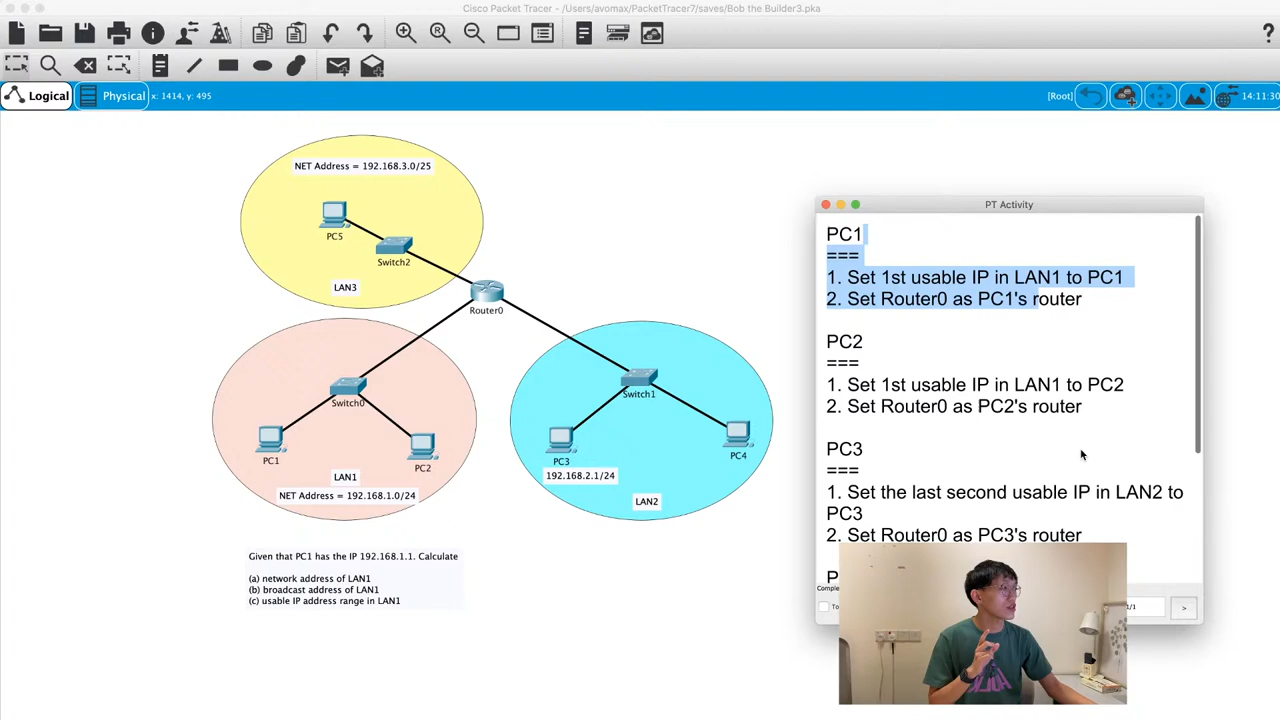 Cisco Packet Tracer - /Users/avomax/PacketTracer7/saves/Bob the Builder3.pka
Logical
Physical
x: 1414, y: 495
[Root]
14:11:30
NET Address = 192.168.3.0/25
PC5
Switch2
LAN3
Router0
Switch0
PC1
PC2
LAN1
NET Address = 192.168.1.0/24
Switch1
PC3
PC4
192.168.2.1/24
LAN2
Given that PC1 has the IP 192.168.1.1. Calculate
(a) network address of LAN1
(b) broadcast address of LAN1
(c) usable IP address range in LAN1
PT Activity
PC1
===
1. Set 1st usable IP in LAN1 to PC1
2. Set Router0 as PC1's router
PC2
===
1. Set 1st usable IP in LAN1 to PC2
2. Set Router0 as PC2's router
PC3
===
1. Set the last second usable IP in LAN2 to
PC3
2. Set Router0 as PC3's router